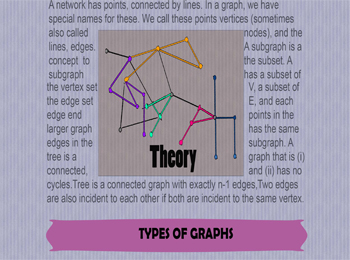 A network has points, connected by lines. In a graph, we have
special names for these. We call these points vertices (sometimes
also called nodes), and the
lines, edges. A subgraph is a
concept to the subset. A
subgraph has a subset of
the vertex set V, a subset of
the edge set E, and each
edge end points in the
larger graph has the same
edges in the subgraph. A
tree is a graph that is (i)
connected, and (ii) has no
cycles.Tree is a connected graph with exactly n-1 edges,Two edges
are also incident to each other if both are incident to the same vertex.
Theory
TYPES OF GRAPHS